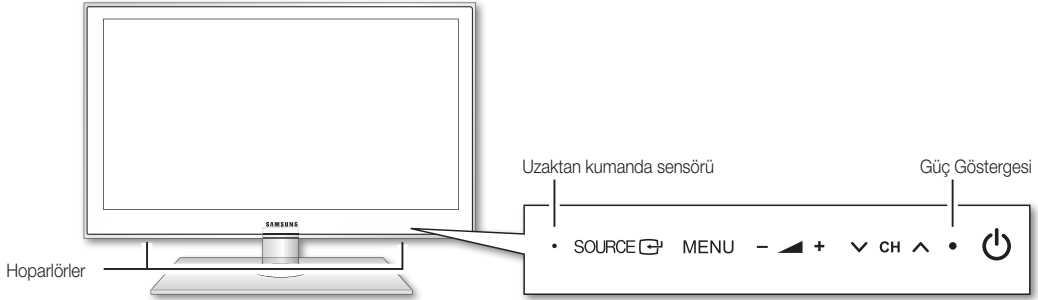 Uzaktan kumanda sensörü
Güç Göstergesi
SAMSUNG
SOURCE MENU - + CH
Hoparlörler